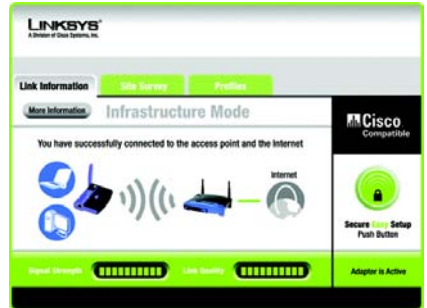 LINKSYS®
A Division of Cisco Systems, Inc.
Link Information
Site Survey
Profiles
More Information
Infrastructure Mode
You have successfully connected to the access point and the Internet
Internet
Cisco
Compatible
Secure Easy Setup
Push Button
Signal Strength
Link Quality
Adapter is Active